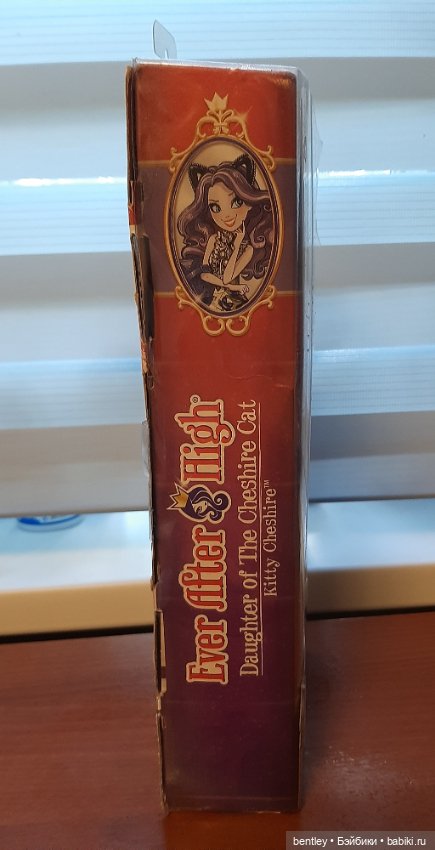 Ever After High®
Daughter of The Cheshire Cat
Kitty Cheshire™
bentley • Бэйбики • babiki.ru